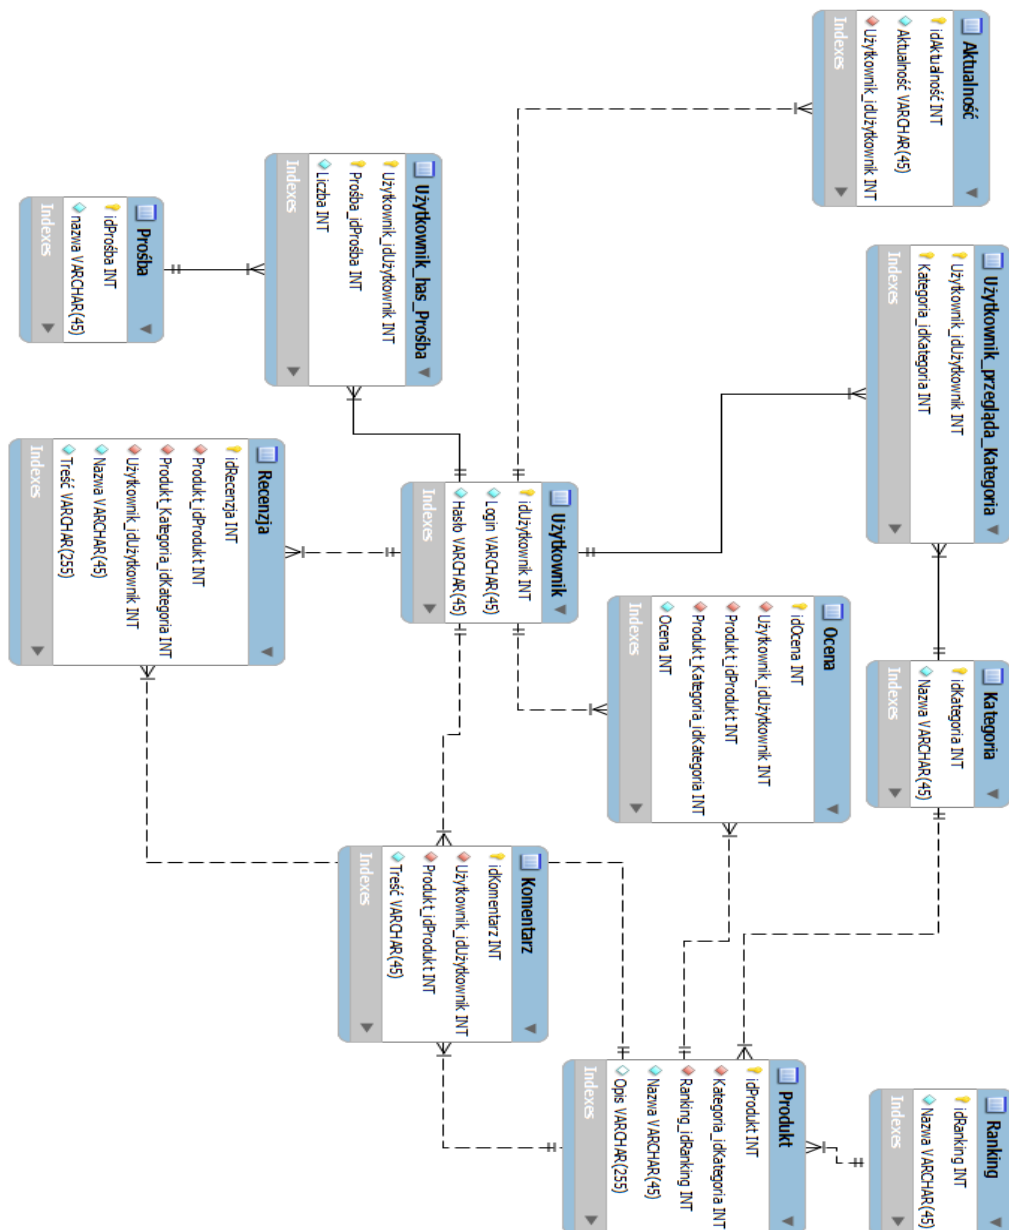 Aktualność
idAktualność INT
Aktualność VARCHAR(45)
Użytkownik_idUżytkownik INT
Indexes
Użytkownik_przegląda_Kategoria
Użytkownik_idUżytkownik INT
Kategoria_idKategoria INT
Indexes
Kategoria
idKategoria INT
Nazwa VARCHAR(45)
Indexes
Ranking
idRanking INT
Nazwa VARCHAR(45)
Indexes
Użytkownik_has_Prośba
Użytkownik_idUżytkownik INT
Prośba_idProśba INT
Liczba INT
Indexes
Użytkownik
idUżytkownik INT
Login VARCHAR(45)
Hasło VARCHAR(45)
Indexes
Ocena
idOcena INT
Użytkownik_idUżytkownik INT
Produkt_idProdukt INT
Produkt_Kategoria_idKategoria INT
Ocena INT
Indexes
Produkt
idProdukt INT
Kategoria_idKategoria INT
Ranking_idRanking INT
Nazwa VARCHAR(45)
Opis VARCHAR(255)
Indexes
Prośba
idProśba INT
nazwa VARCHAR(45)
Indexes
Recenzja
idRecenzja INT
Produkt_idProdukt INT
Produkt_Kategoria_idKategoria INT
Użytkownik_idUżytkownik INT
Nazwa VARCHAR(45)
Treść VARCHAR(255)
Indexes
Komentarz
idKomentarz INT
Użytkownik_idUżytkownik INT
Produkt_idProdukt INT
Treść VARCHAR(45)
Indexes